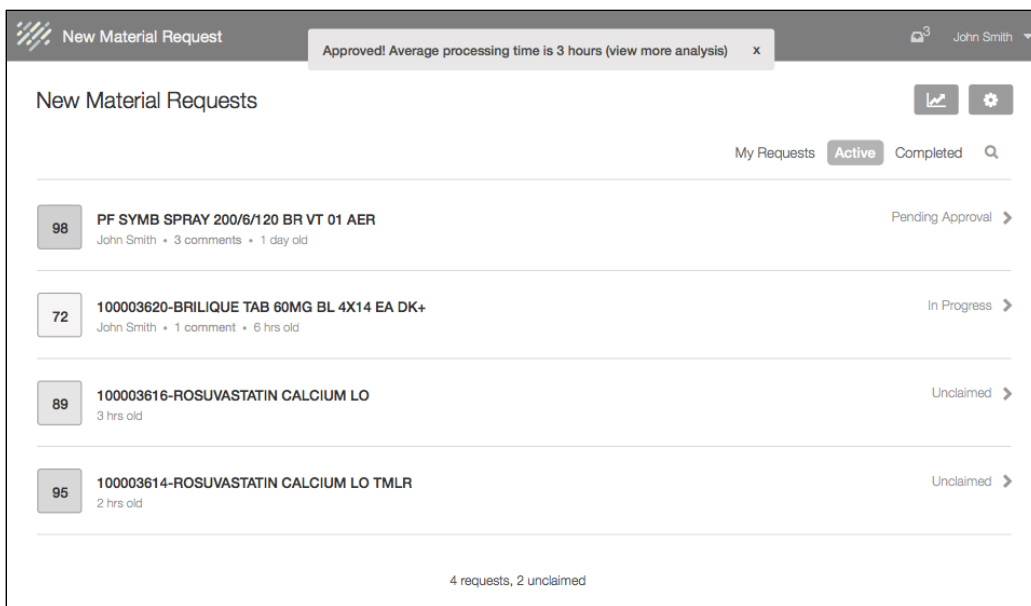 New Material Request
Approved! Average processing time is 3 hours (view more analysis) x
3 John Smith
New Material Requests
My Requests Active Completed
98 PF SYMB SPRAY 200/6/120 BR VT 01 AER Pending Approval
John Smith • 3 comments • 1 day old
72 100003620-BRILIQUE TAB 60MG BL 4X14 EA DK+ In Progress
John Smith • 1 comment • 6 hrs old
89 100003616-ROSUVASTATIN CALCIUM LO Unclaimed
3 hrs old
95 100003614-ROSUVASTATIN CALCIUM LO TMLR Unclaimed
2 hrs old
4 requests, 2 unclaimed